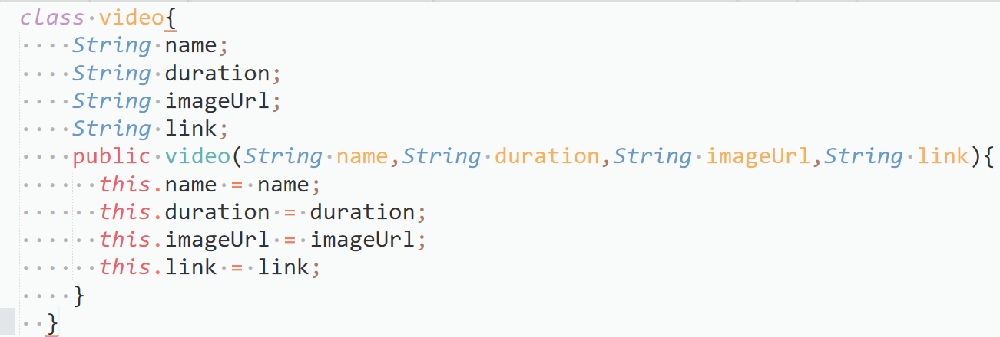 class video{
    String name;
    String duration;
    String imageUrl;
    String link;
    public video(String name,String duration,String imageUrl,String link){
      this.name = name;
      this.duration = duration;
      this.imageUrl = imageUrl;
      this.link = link;
    }
  }